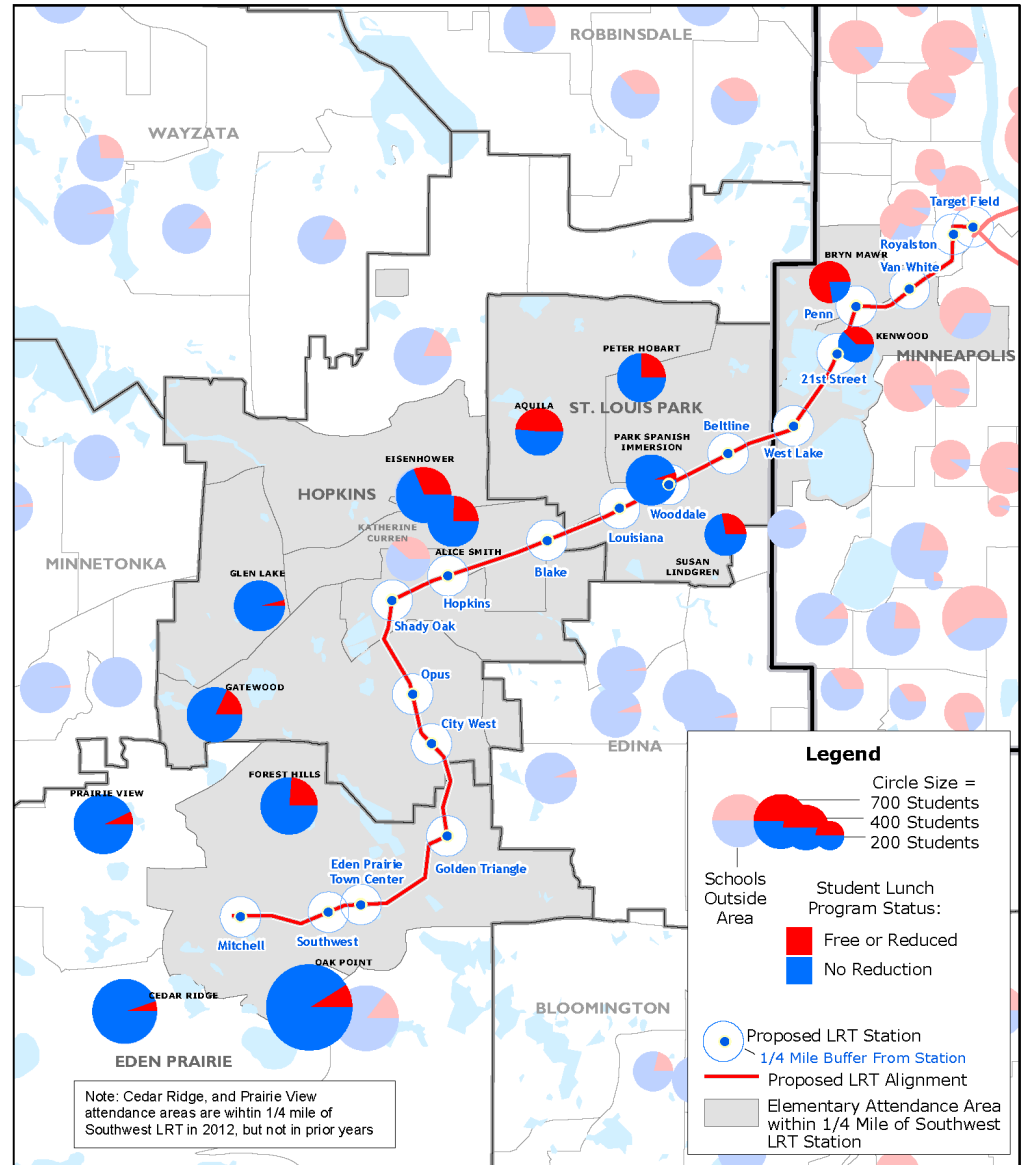 ROBBINSDALE
WAYZATA
Target Field
Royalston
BRYN MAWR
Van White
Penn
KENWOOD
MINNEAPOLIS
PETER HOBART
21st Street
AQUILA
ST. LOUIS PARK
Beltline
West Lake
PARK SPANISH
IMMERSION
EISENHOWER
HOPKINS
Wooddale
KATHERINE
CURREN
Louisiana
ALICE SMITH
SUSAN
LINDGREN
MINNETONKA
Blake
GLEN LAKE
Hopkins
Shady Oak
Opus
GATEWOOD
City West
EDINA
FOREST HILLS
PRAIRIE VIEW
Golden Triangle
Eden Prairie
Town Center
Mitchell
Southwest
OAK POINT
CEDAR RIDGE
BLOOMINGTON
EDEN PRAIRIE
Note: Cedar Ridge, and Prairie View
attendance areas are wihtin 1/4 mile of
Southwest LRT in 2012, but not in prior years
Legend
Circle Size =
700 Students
400 Students
200 Students
Schools
Outside
Area
Student Lunch
Program Status:
Free or Reduced
No Reduction
Proposed LRT Station
1/4 Mile Buffer From Station
Proposed LRT Alignment
Elementary Attendance Area
within 1/4 Mile of Southwest
LRT Station